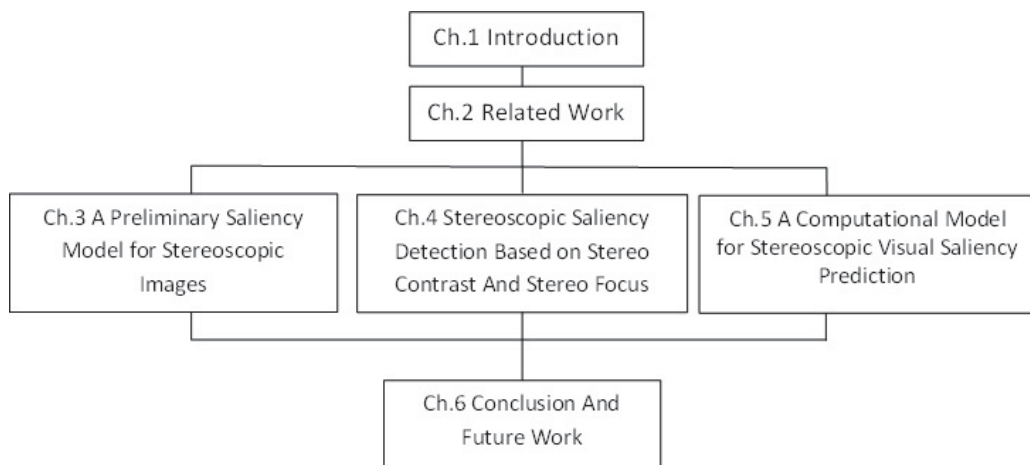 Ch.1 Introduction
Ch.2 Related Work
Ch.3 A Preliminary Saliency
Model for Stereoscopic
Images
Ch.4 Stereoscopic Saliency
Detection Based on Stereo
Contrast And Stereo Focus
Ch.5 A Computational Model
for Stereoscopic Visual Saliency
Prediction
Ch.6 Conclusion And
Future Work